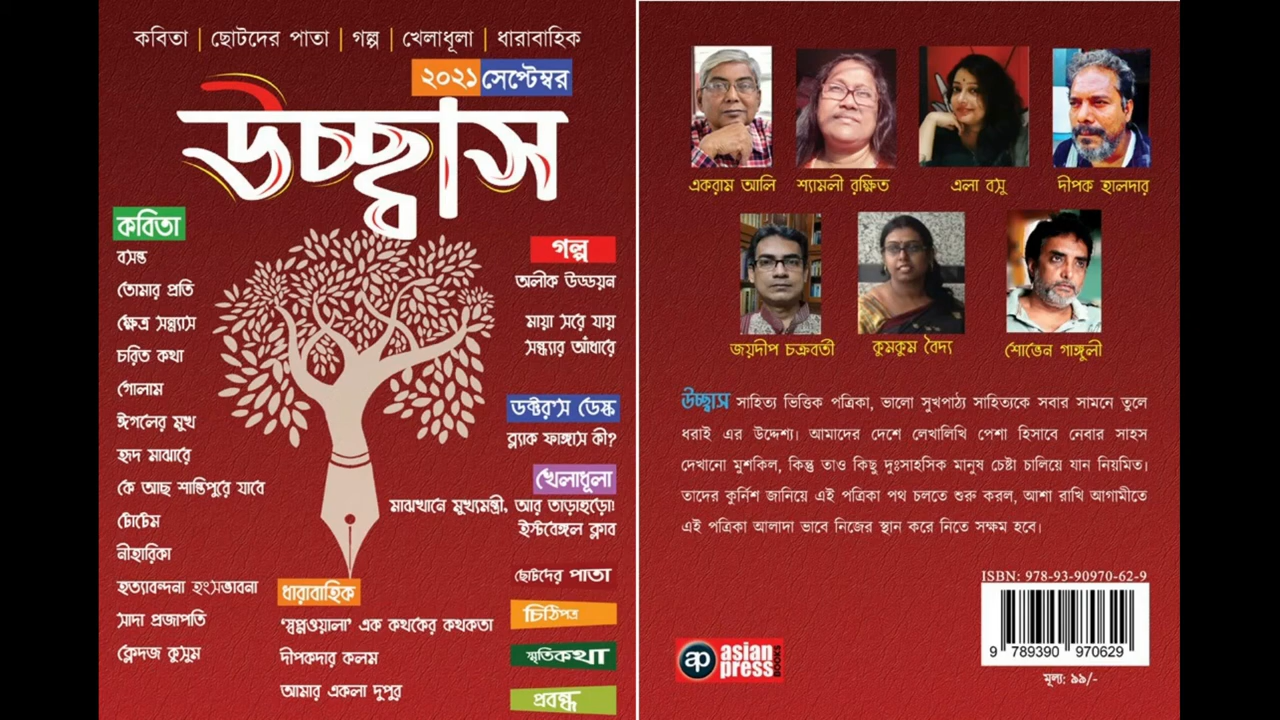 কবিতা | ছোটদের পাতা | গল্প | খেলাধূলা | ধারাবাহিক
২০২১ সেপ্টেম্বর
উচ্ছ্বাস
কবিতা
বসন্ত
তোমার প্রতি
ক্ষেত্র সন্ন্যাস
চরিত কথা
গোলাম
ঈগলের মুখ
হৃদ মাঝারে
কে আছ শান্তিপুরে যাবে
টোটেম
নীহারিকা
হত্যাবন্দনা হংসভাবনা
সাদা প্রজাপতি
ক্লেদজ কুসুম
গল্প
অলীক উড্ডয়ন
মায়া সরে যায়
সন্ধ্যার আঁধারে
ডক্টর'স ডেস্ক
ব্ল্যাক ফাঙ্গাস কী?
খেলাধূলা
মাঝখানে মুখ্যমন্ত্রী, আর তাড়াহুড়ো!
ইস্টবেঙ্গল ক্লাব
ছোটদের পাতা
চিঠিপত্র
স্মৃতিকথা
প্রবন্ধ
ধারাবাহিক
'স্বপ্নওয়ালা' এক কথকের কথকতা
দীপকদার কলম
আমার একলা দুপুর
একরাম আলি শ্যামলী রক্ষিত এলা বসু দীপক হালদার
জয়দীপ চক্রবর্তী কুমকুম বৈদ্য শোভেন গাঙ্গুলী
উচ্ছ্বাস সাহিত্য ভিত্তিক পত্রিকা, ভালো সুখপাঠ্য সাহিত্যকে সবার সামনে তুলে
ধরাই এর উদ্দেশ্য। আমাদের দেশে লেখালিখি পেশা হিসাবে নেবার সাহস
দেখানো মুশকিল, কিন্তু তাও কিছু দুঃসাহসিক মানুষ চেষ্টা চালিয়ে যান নিয়মিত।
তাদের কুর্নিশ জানিয়ে এই পত্রিকা পথ চলতে শুরু করল, আশা রাখি আগামীতে
এই পত্রিকা আলাদা ভাবে নিজের স্থান করে নিতে সক্ষম হবে।
ISBN: 978-93-90970-62-9
9 789390 970629
মূল্য: ৯৯/-
ap asian press BOOKS